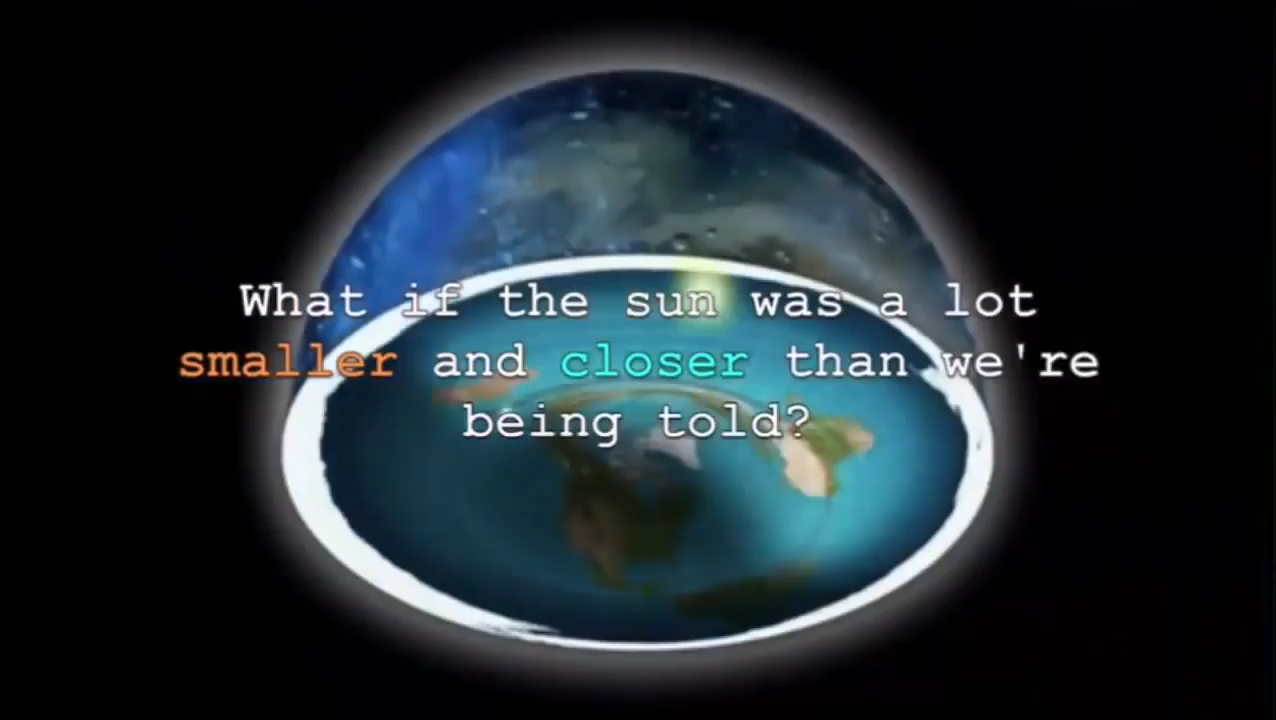 What if the sun was a lot
smaller and closer than we're
being told?